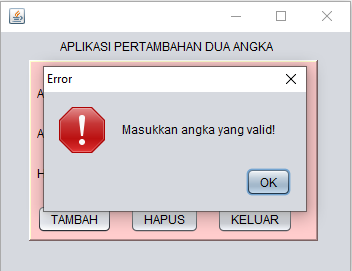 APLIKASI PERTAMBAHAN DUA ANGKA
Error
A
Masukkan angka yang valid!
A
H
OK
TAMBAH
HAPUS
KELUAR